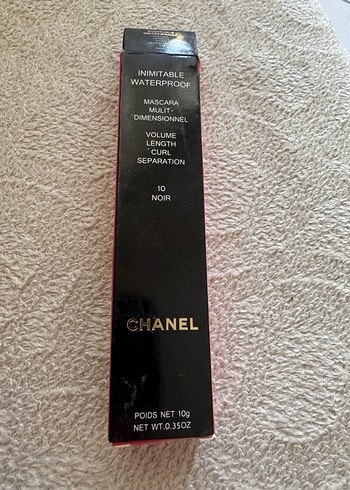 INIMITABLE
WATERPROOF
MASCARA
MULIT-
DIMENSIONNEL
VOLUME
LENGTH
CURL
SEPARATION
10
NOIR
CHANEL
POIDS NET 10g
NET WT.0.35OZ